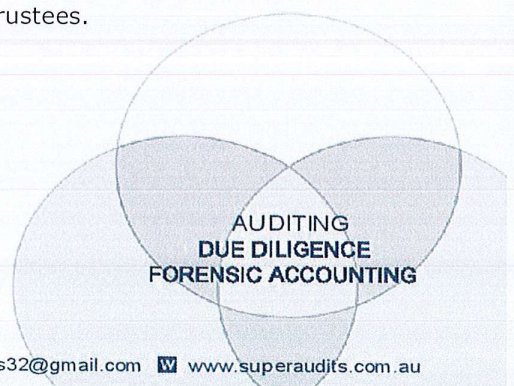 rustees.
AUDITING
DUE DILIGENCE
FORENSIC ACCOUNTING
s32@gmail.com W www.superaudits.com.au